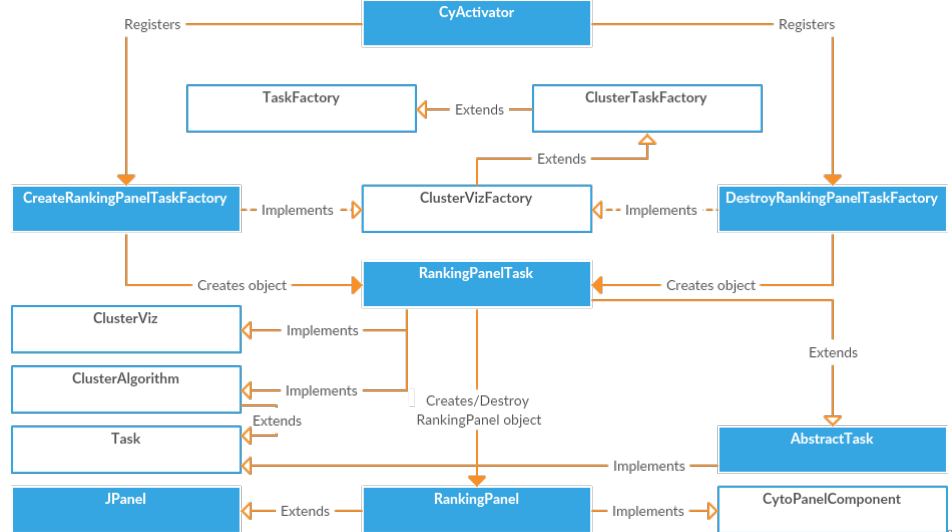 CyActivator
Registers
Registers
TaskFactory
Extends
ClusterTaskFactory
Extends
CreateRankingPanelTaskFactory
Implements
ClusterVizFactory
Implements
DestroyRankingPanelTaskFactory
RankingPanelTask
Creates object
Creates object
ClusterViz
Implements
Extends
ClusterAlgorithm
Implements
Creates/Destroy
RankingPanel object
Extends
Task
AbstractTask
Implements
JPanel
Extends
RankingPanel
Implements
CytoPanelComponent